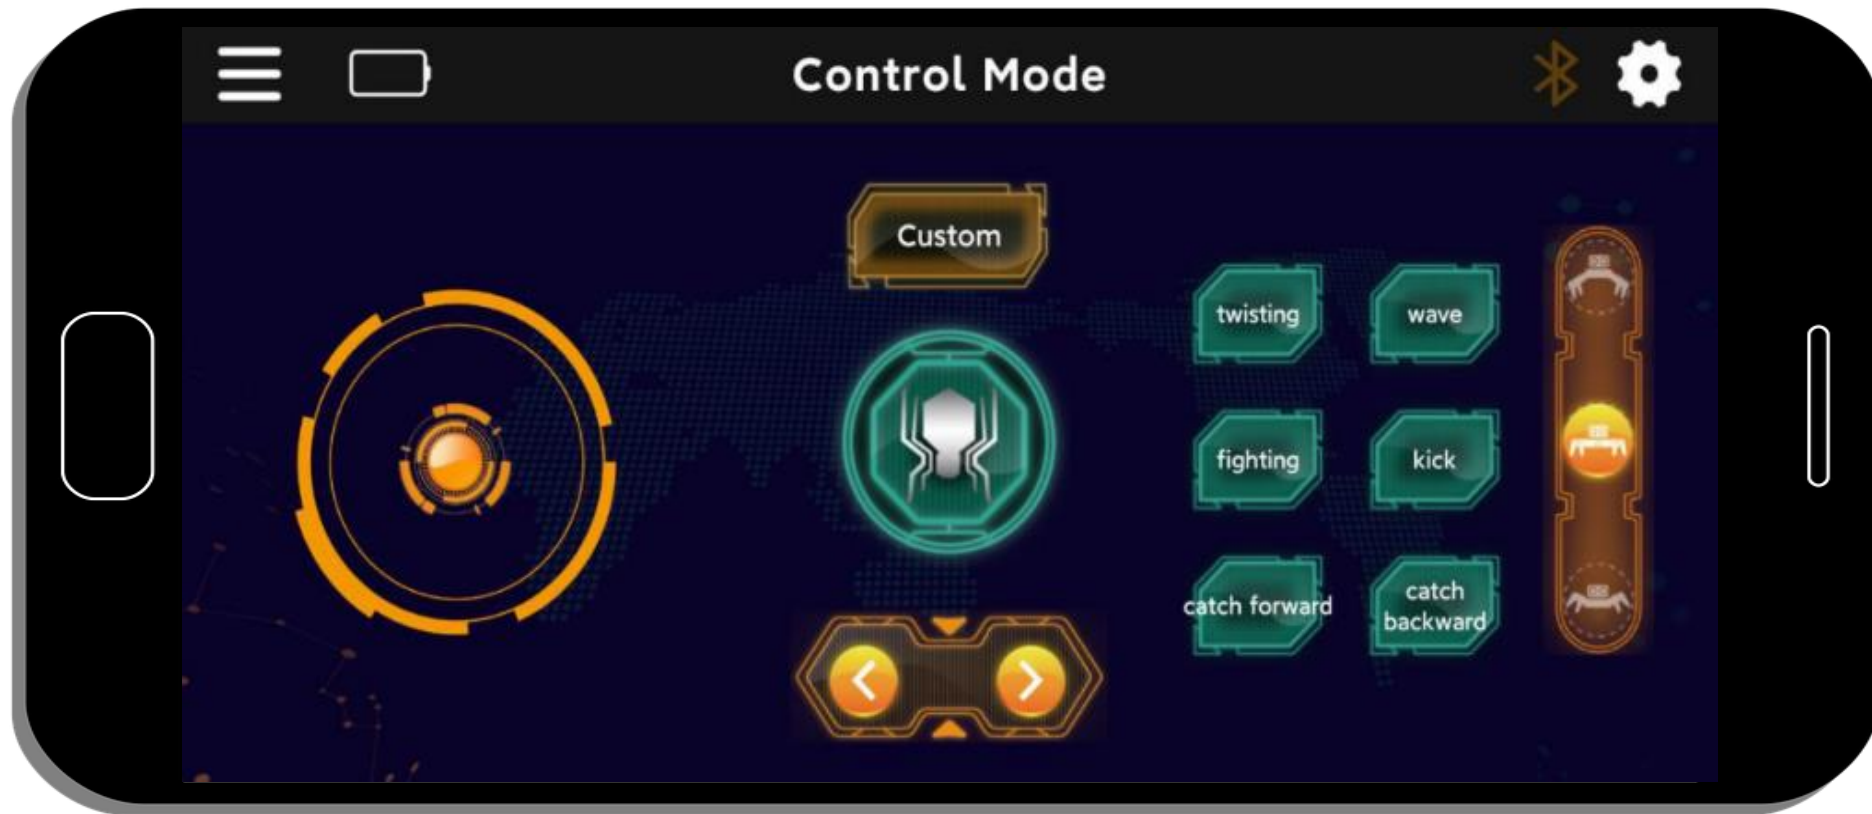 Control Mode
Custom
twisting
wave
fighting
kick
catch forward
catch
backward